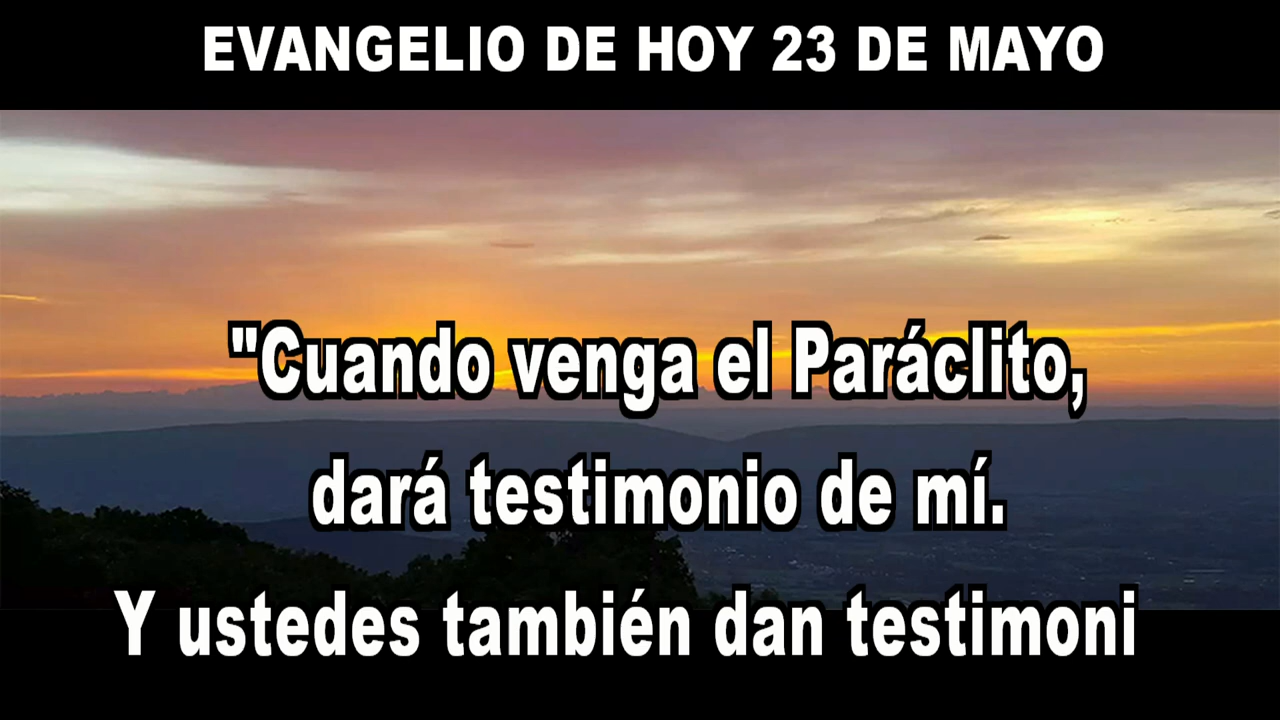 EVANGELIO DE HOY 23 DE MAYO
"Cuando venga el Paráclito,
dará testimonio de mí.
Y ustedes también dan testimoni